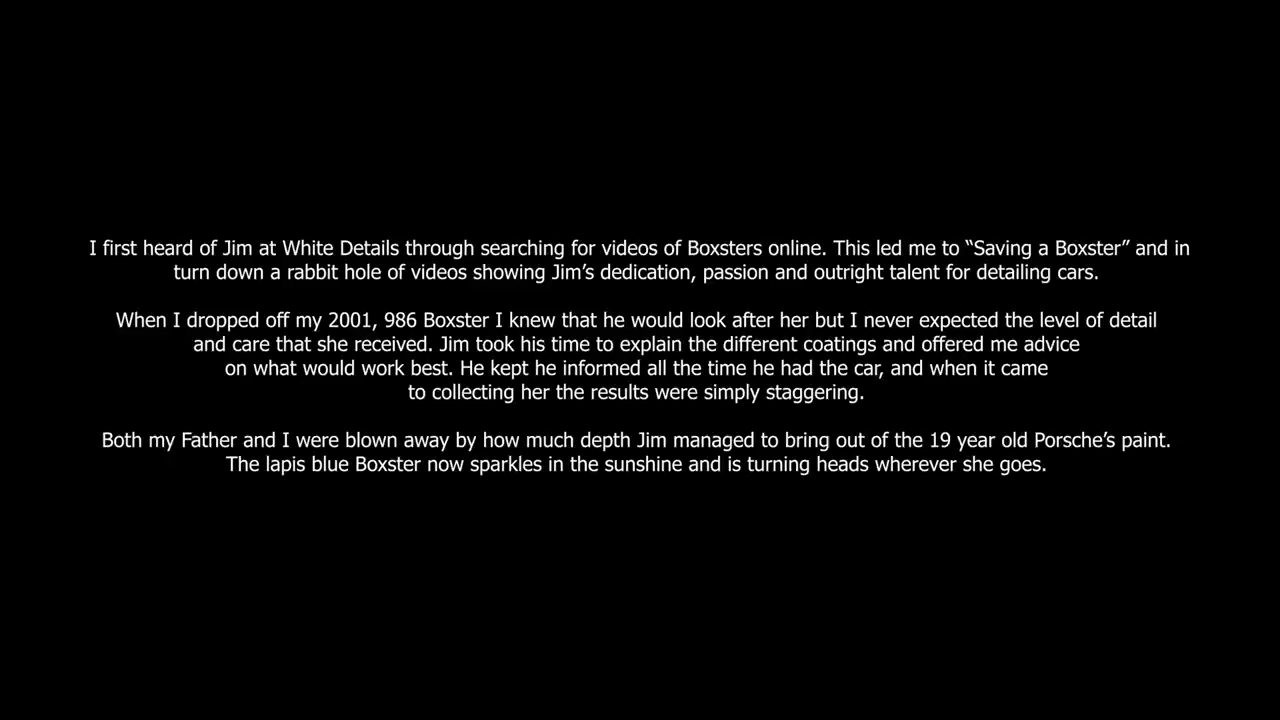 I first heard of Jim at White Details through searching for videos of Boxsters online. This led me to “Saving a Boxster” and in
turn down a rabbit hole of videos showing Jim’s dedication, passion and outright talent for detailing cars.
When I dropped off my 2001, 986 Boxster I knew that he would look after her but I never expected the level of detail
and care that she received. Jim took his time to explain the different coatings and offered me advice
on what would work best. He kept he informed all the time he had the car, and when it came
to collecting her the results were simply staggering.
Both my Father and I were blown away by how much depth Jim managed to bring out of the 19 year old Porsche’s paint.
The lapis blue Boxster now sparkles in the sunshine and is turning heads wherever she goes.